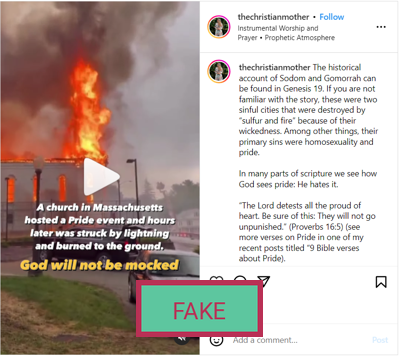 thechristianmother • Follow
Instrumental Worship and
Prayer • Prophetic Atmosphere
thechristianmother The historical
account of Sodom and Gomorrah can
be found in Genesis 19. If you are not
familiar with the story, these were two
sinful cities that were destroyed by
"sulfur and fire" because of their
wickedness. Among other things, their
primary sins were homosexuality and
pride.
In many parts of scripture we see how
God sees pride: He hates it.
"The Lord detests all the proud of
heart. Be sure of this: They will not go
unpunished." (Proverbs 16:5) (see
more verses on Pride in one of my
recent posts titled "9 Bible verses
about Pride).
A church in Massachusetts
hosted a Pride event and hours
later was struck by lightning
and burned to the ground.
God will not be mocked
FAKE
Add a comment...
Post